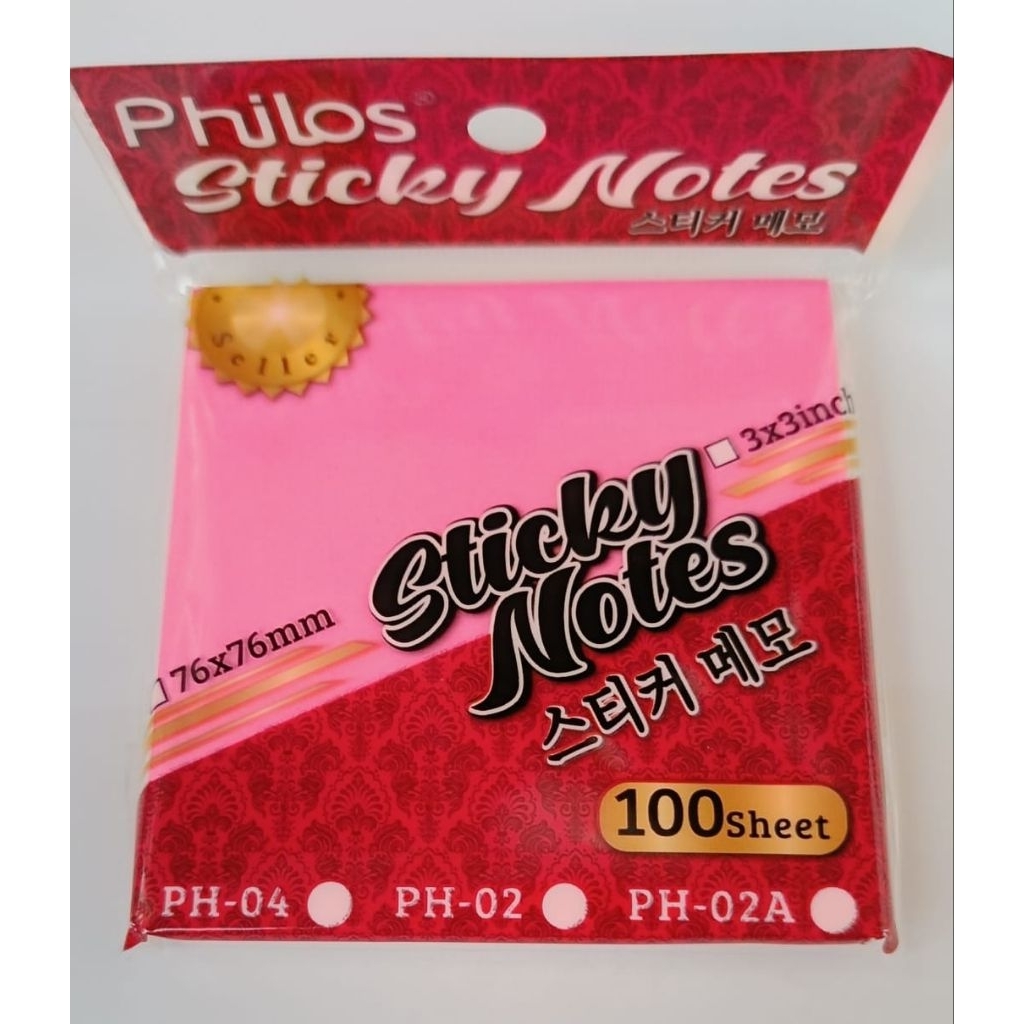 Philos®
Sticky Notes
스티커 메모
Seller
3x3inch
Sticky
Notes
76x76mm
스티커 메모
100Sheet
PH-04 PH-02 PH-02A